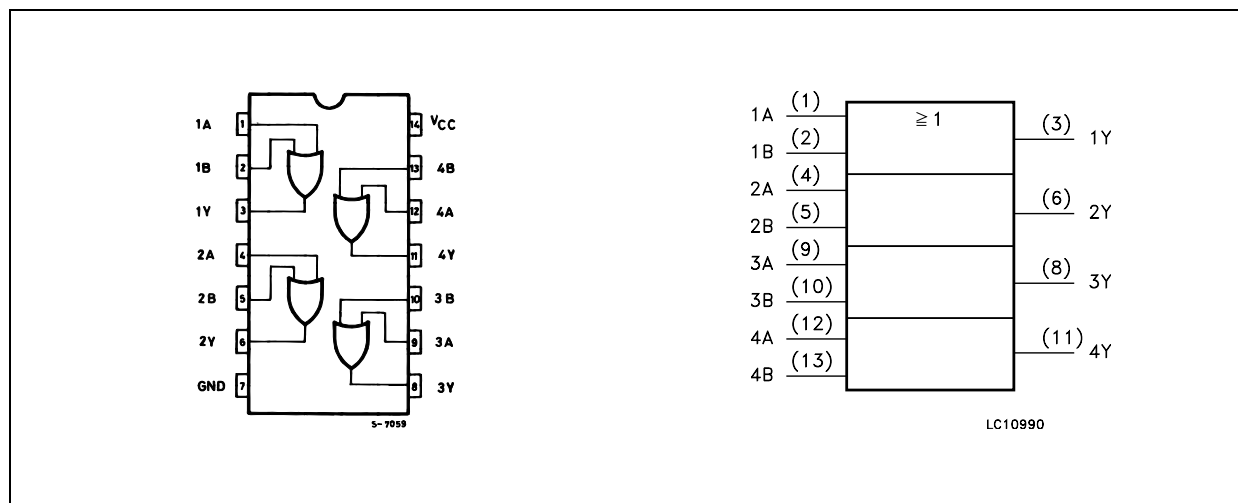 1A 1 14 VCC
1B 2 13 4B
1Y 3 12 4A
2A 4 11 4Y
2B 5 10 3B
2Y 6 9 3A
GND 7 8 3Y
S-7059
1A (1) ≧ 1
(3) 1Y
1B (2)
2A (4)
(6) 2Y
2B (5)
3A (9)
(8) 3Y
3B (10)
4A (12)
(11) 4Y
4B (13)
LC10990